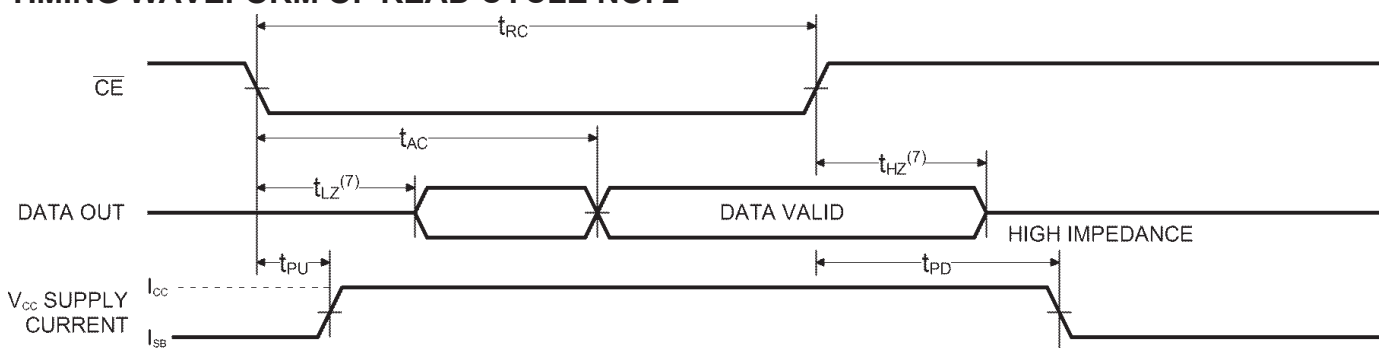 TIMING WAVEFORM OF READ CYCLE NO. 2
tRC
CE
tAC
tHZ(7)
tLZ(7)
DATA OUT
DATA VALID
HIGH IMPEDANCE
tPU
tPD
VCC SUPPLY
CURRENT
ICC
ISB